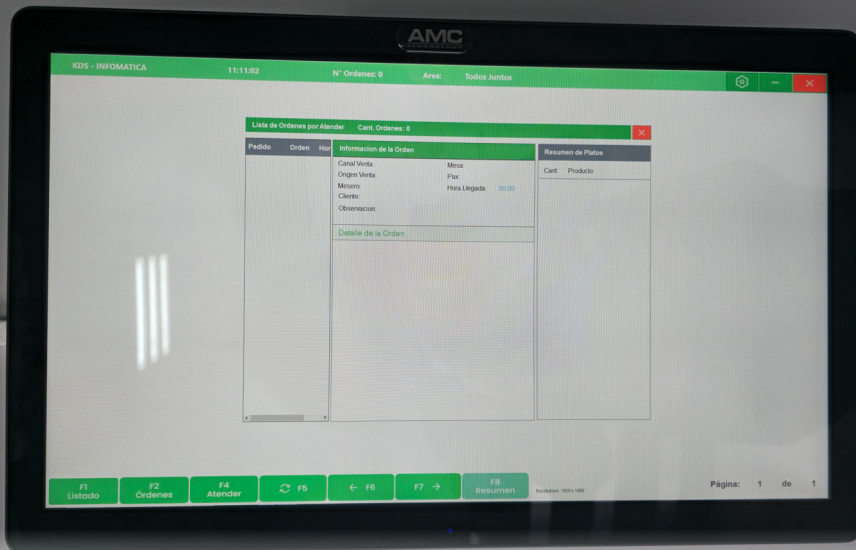 AMC
KDS - INFOMATICA 11:11:02 N° Ordenes: 0 Area: Todos Juntos
Lista de Ordenes por Atender Cant. Ordenes: 0
Pedido Orden Hor
Informacion de la Orden
Canal Venta: Mesa:
Origen Venta: Pax:
Mesero: Hora Llegada: 00:00
Cliente:
Observacion:
Detalle de la Orden
Resumen de Platos
Cant. Producto
F1 Listado
F2 Órdenes
F4 Atender
F5
← F6
F7 →
F8 Resumen
Página: 1 de 1